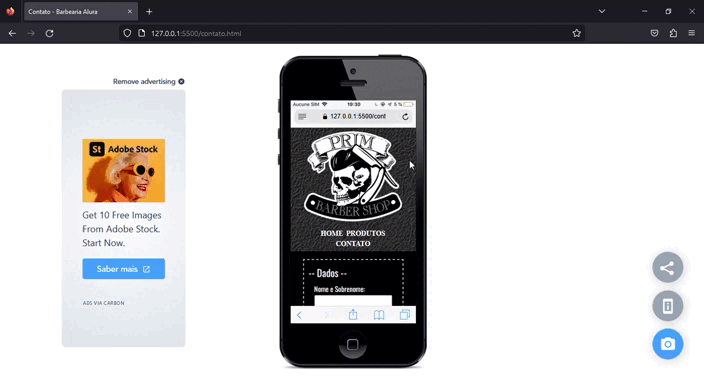 Contato - Barbearia Alura
127.0.0.1:5500/contato.html
Remove advertising
St Adobe Stock
Get 10 Free Images
From Adobe Stock.
Start Now.
Saber mais
ADS VIA CARBON
Aucune SIM 19:30 5 %
127.0.0.1:5500/cont
PRIM
BARBER SHOP
HOME PRODUTOS
CONTATO
-- Dados --
Nome e Sobrenome: